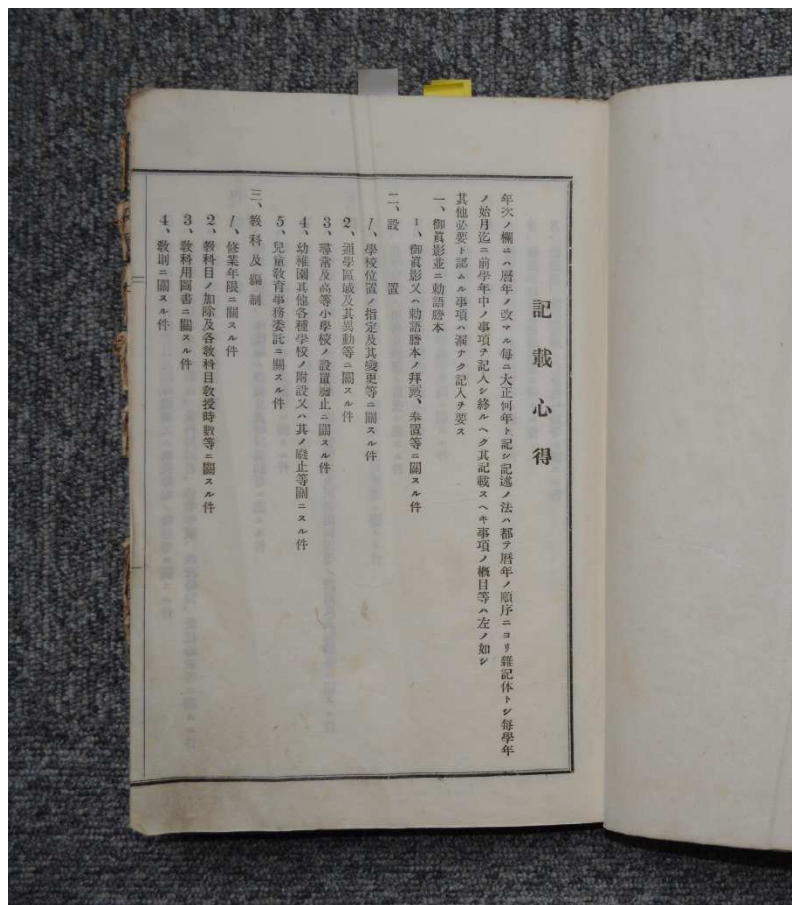 記載心得
年次ノ欄ニハ曆年ノ改マル每ニ大正何年ト記シ記述ノ法ハ都テ曆年ノ順序ニヨリ雜記体トシ每學年
ノ始月迄ニ前學年中ノ事項ヲ記入シ終ルヘク其記載スヘキ事項ノ槪目等ハ左ノ如シ
其他必要ト認ムル事項ハ漏ナク記入ヲ要ス
一、御眞影並ニ勅語謄本
1、御眞影又ハ勅語謄本ノ拜戴、奉置等ニ關スル件
二、設置
1、學校位置ノ指定及其變更等ニ關スル件
2、通學區域及其異動等ニ關スル件
3、尋常及高等小學校ノ設置廢止ニ關スル件
4、幼稚園其他各種學校ノ附設又ハ其ノ廢止等關ニスル件
5、兒童敎育事務委託ニ關スル件
三、敎科及編制
1、修業年限ニ關スル件
2、敎科目ノ加除及各敎科目敎授時數等ニ關スル件
3、敎科用圖書ニ關スル件
4、敎則ニ關スル件